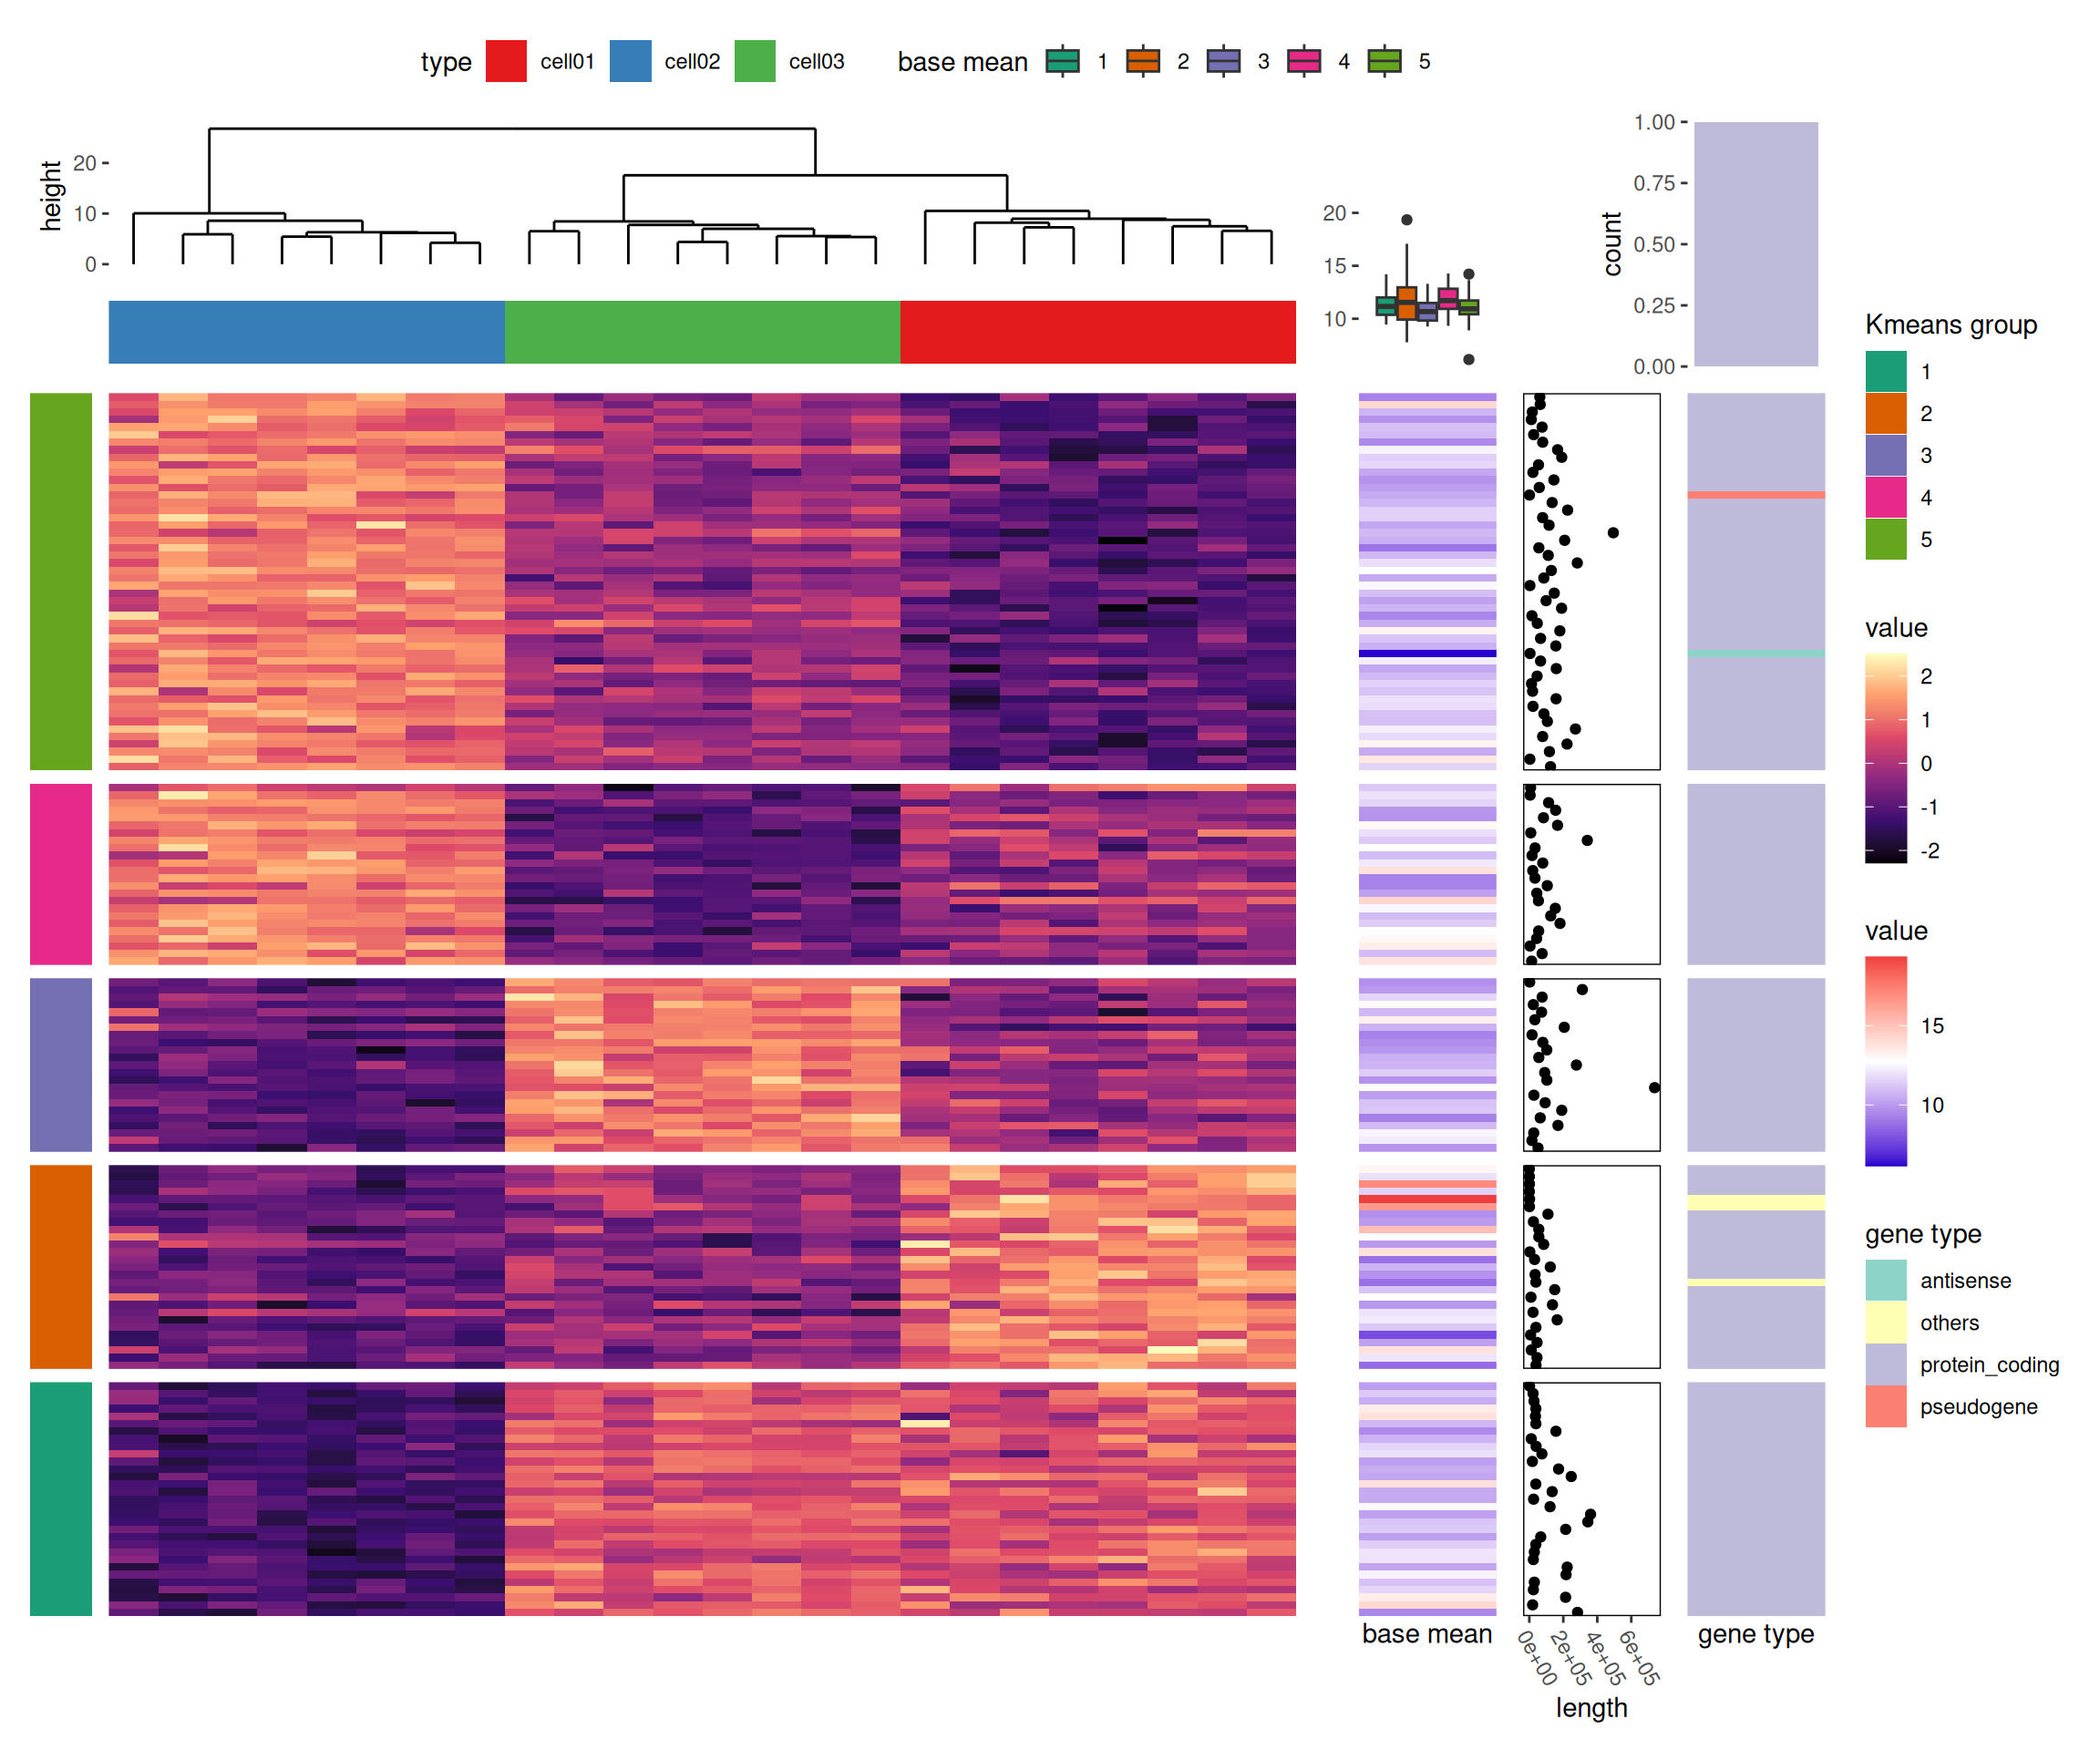 type cell01 cell02 cell03 base mean 1 2 3 4 5
height
20
10
0
20
15
10
count
1.00
0.75
0.50
0.25
0.00
Kmeans group
1
2
3
4
5
value
2
1
0
-1
-2
value
15
10
gene type
antisense
others
protein_coding
pseudogene
base mean
0e+00 2e+05 4e+05 6e+05
length
gene type